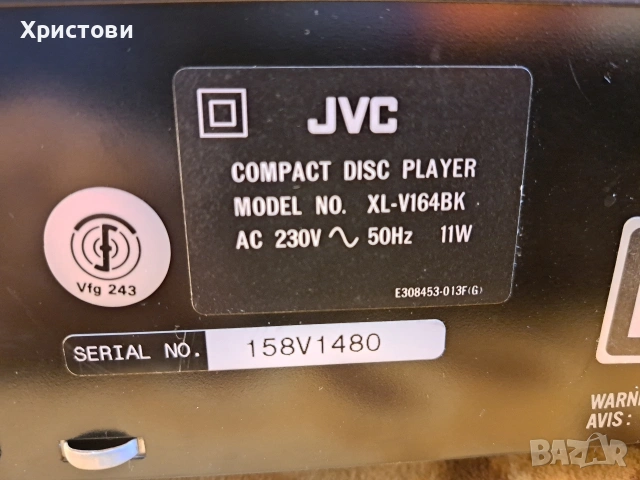 Христови
JVC
COMPACT DISC PLAYER
MODEL NO. XL-V164BK
AC 230V ∿ 50Hz 11W
E308453-013F(G)
Vfg 243
SERIAL NO. 158V1480
AVIS:
BAZAR